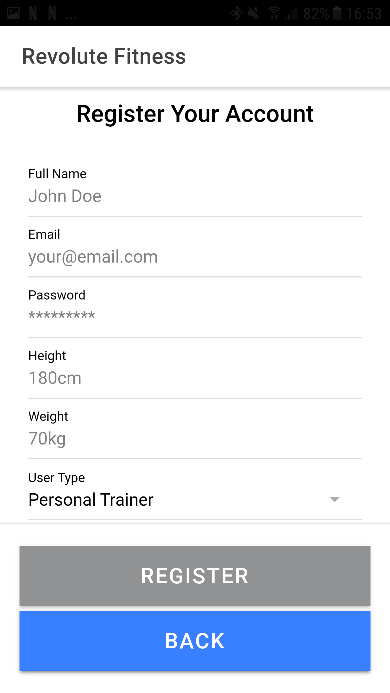 ... 82% 16:53
Revolute Fitness
Register Your Account
Full Name
John Doe
Email
your@email.com
Password
*********
Height
180cm
Weight
70kg
User Type
Personal Trainer
REGISTER
BACK